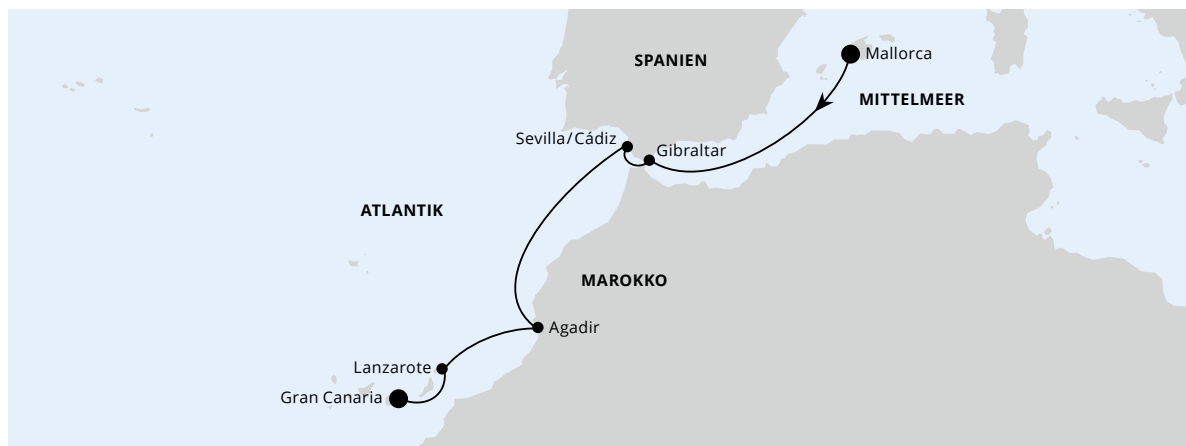 SPANIEN
Mallorca
MITTELMEER
Sevilla/Cádiz
Gibraltar
ATLANTIK
MAROKKO
Agadir
Lanzarote
Gran Canaria